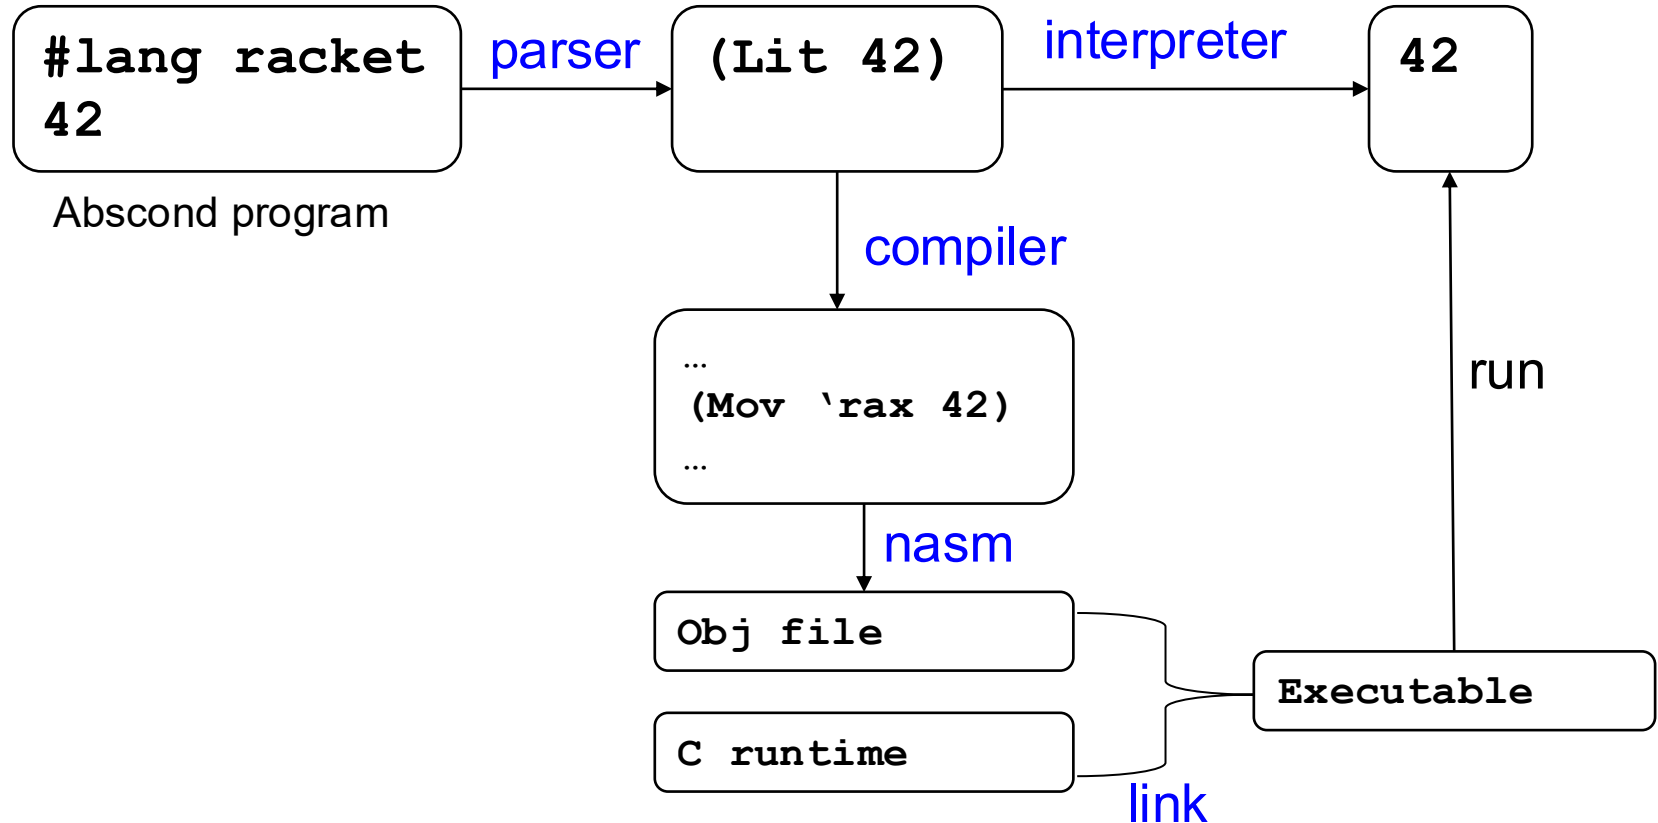 #lang racket
42
parser
(Lit 42)
interpreter
42
Abscond program
compiler
…
(Mov ‘rax 42)
…
run
nasm
Obj file
Executable
C runtime
link